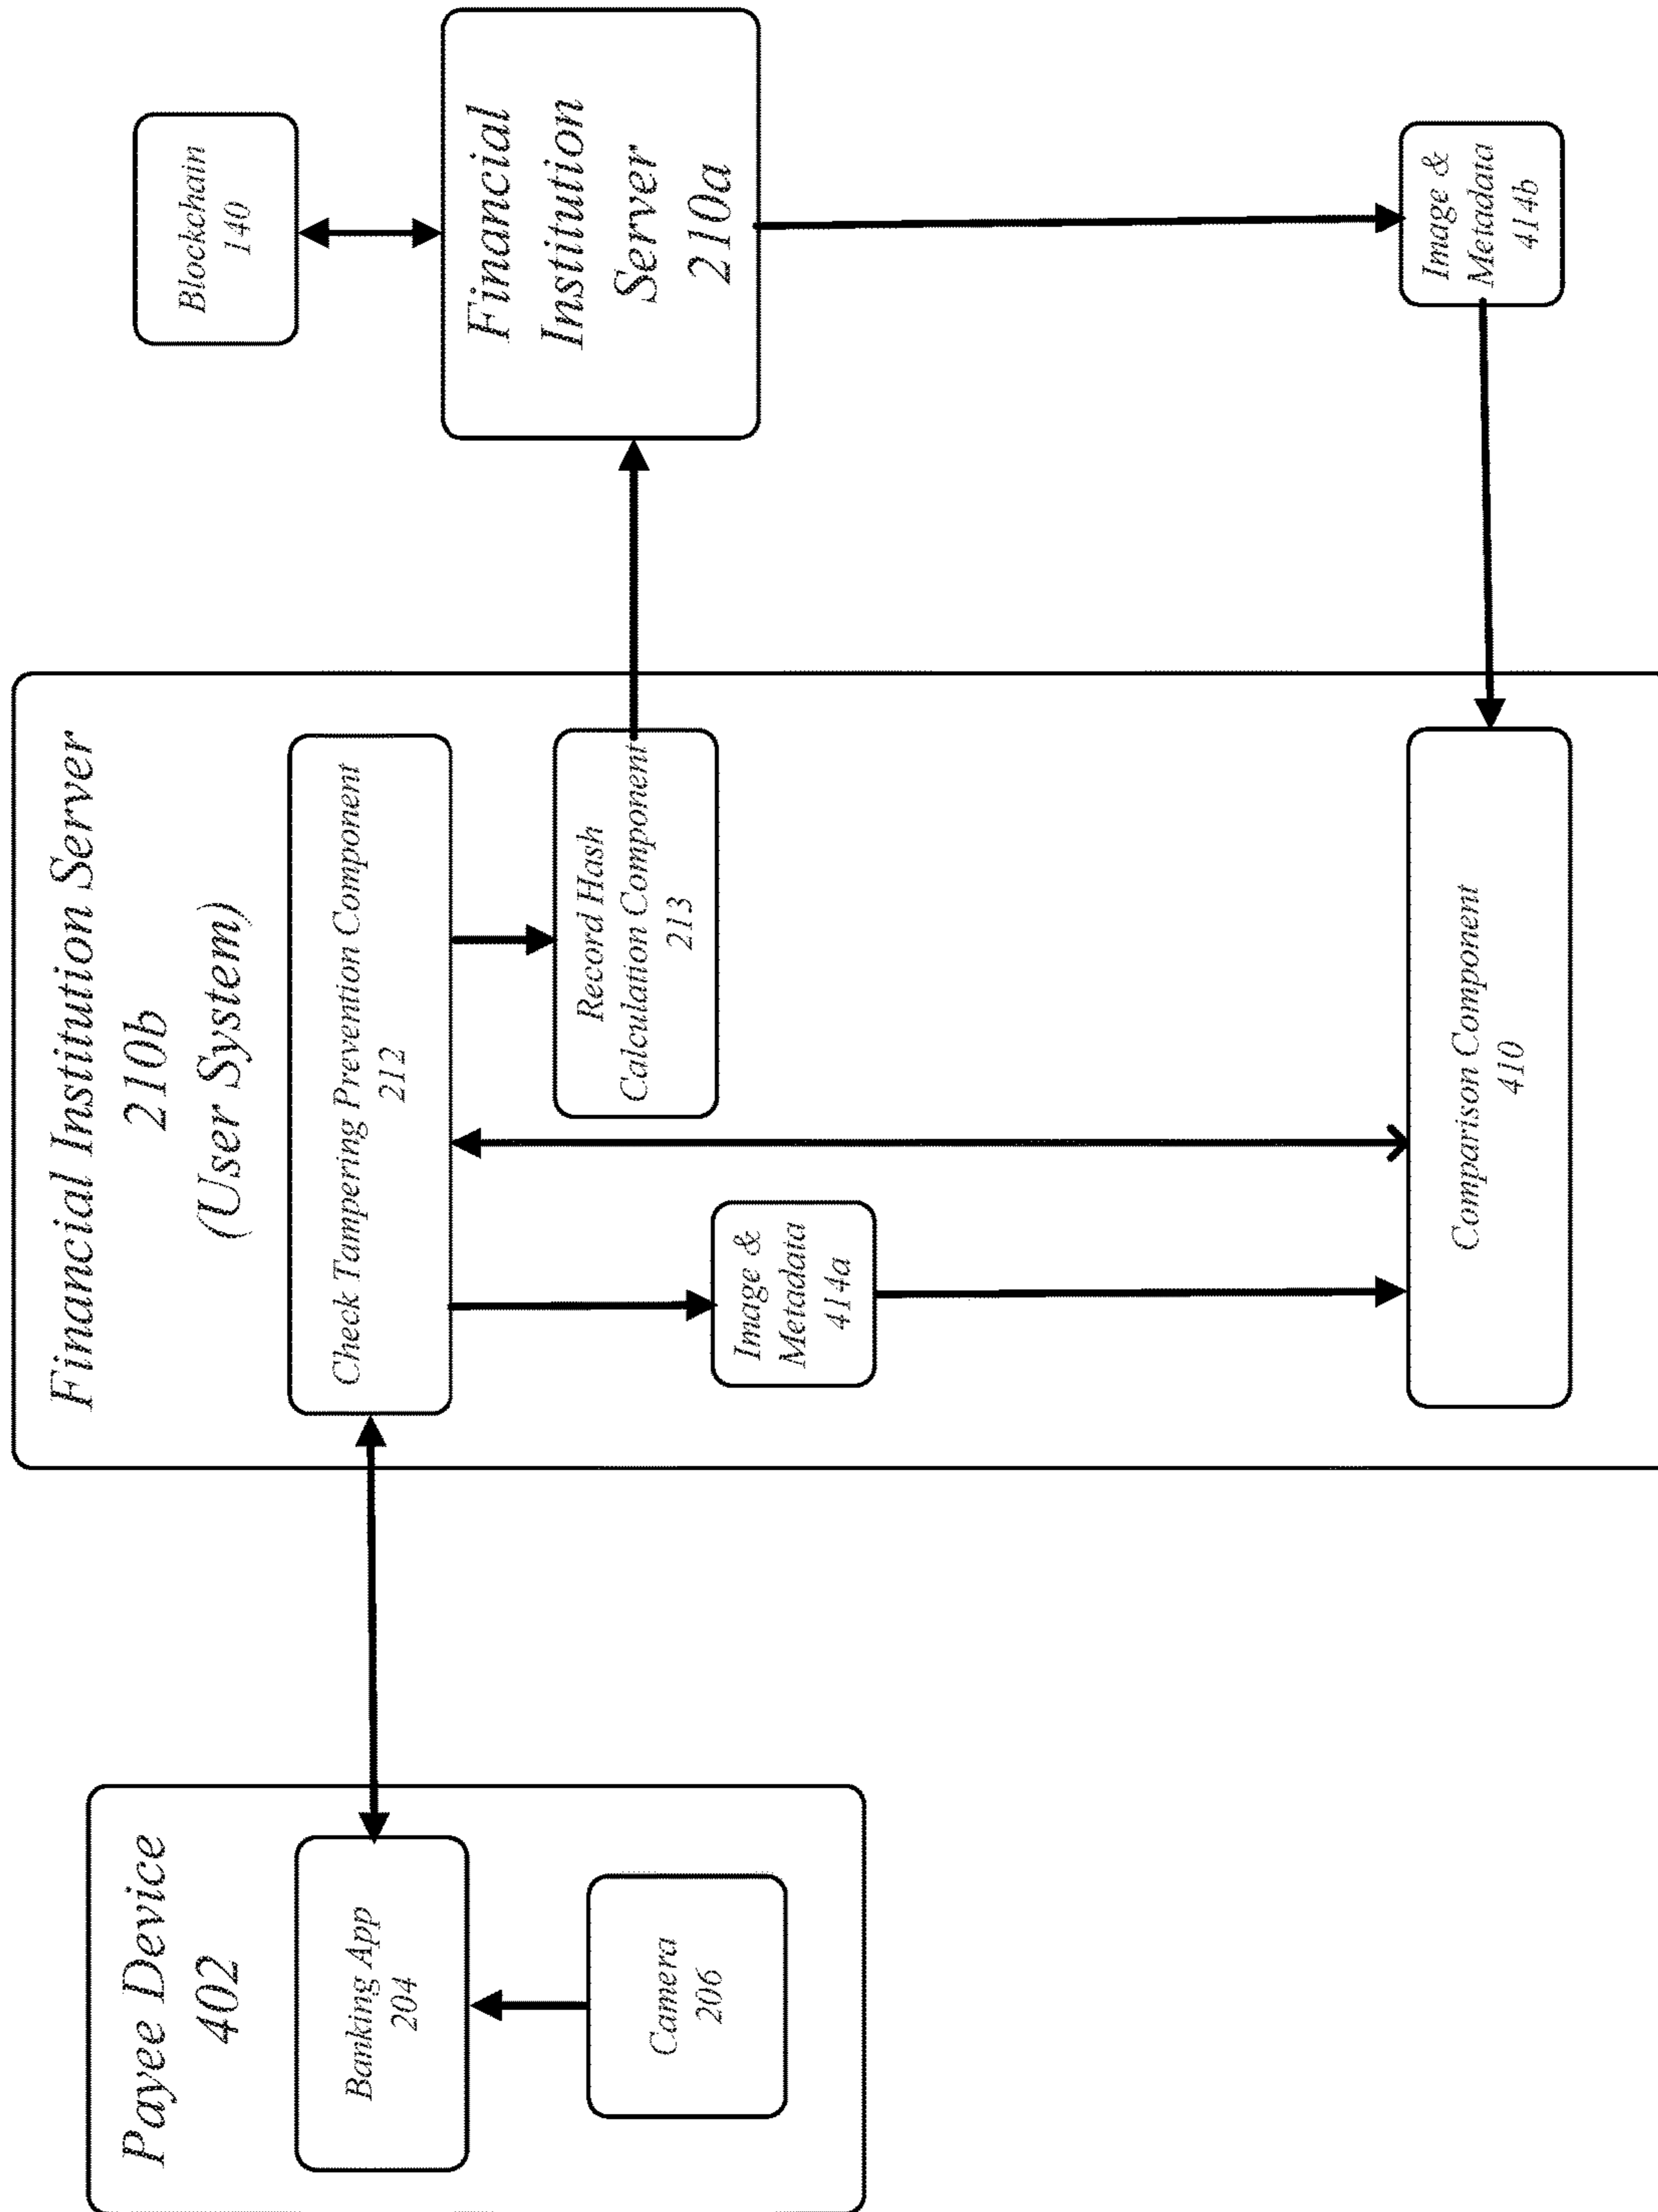 Payee Device
402
Banking App
204
Camera
206
Financial Institution Server
210b
(User System)
Check Tampering Prevention Component
212
Record Hash
Calculation Component
213
Image &
Metadata
414a
Comparison Component
410
Blockchain
140
Financial
Institution
Server
210a
Image &
Metadata
414b